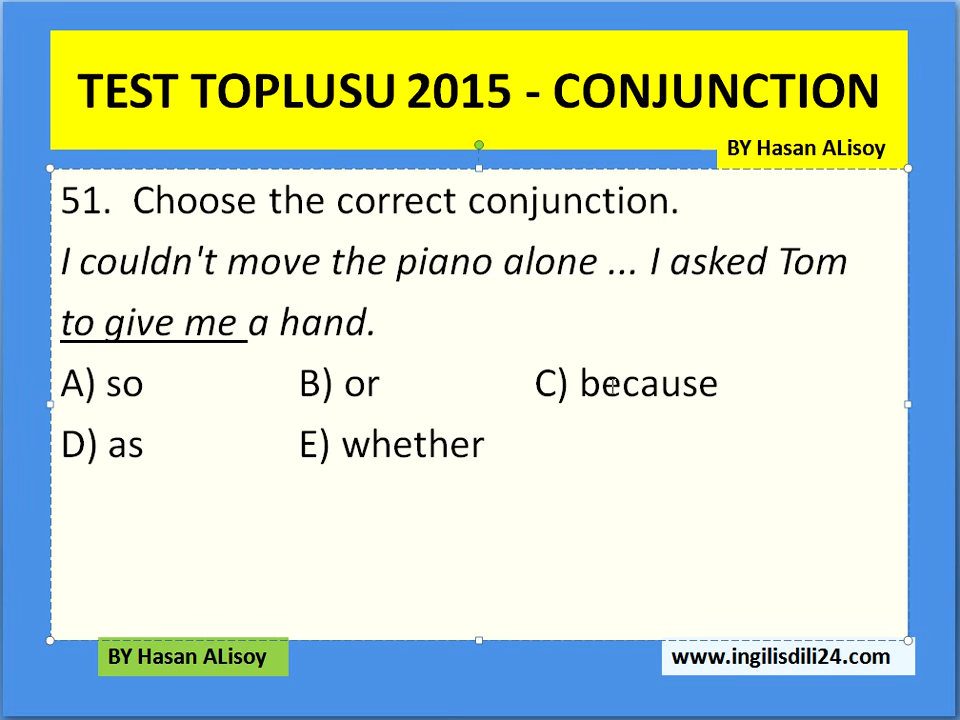 TEST TOPLUSU 2015 - CONJUNCTION
BY Hasan ALisoy
51. Choose the correct conjunction.
I couldn't move the piano alone ... I asked Tom
to give me a hand.
A) so B) or C) because
D) as E) whether
BY Hasan ALisoy www.ingilisdili24.com